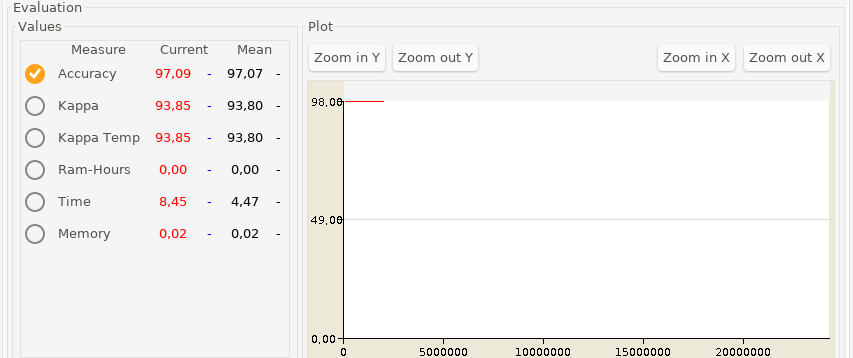 Evaluation
Values
Measure Current Mean
Accuracy 97,09 - 97,07 -
Kappa 93,85 - 93,80 -
Kappa Temp 93,85 - 93,80 -
Ram-Hours 0,00 - 0,00 -
Time 8,45 - 4,47 -
Memory 0,02 - 0,02 -
Plot
Zoom in Y Zoom out Y Zoom in X Zoom out X
98,00
49,00
0,00
0 5000000 10000000 15000000 20000000